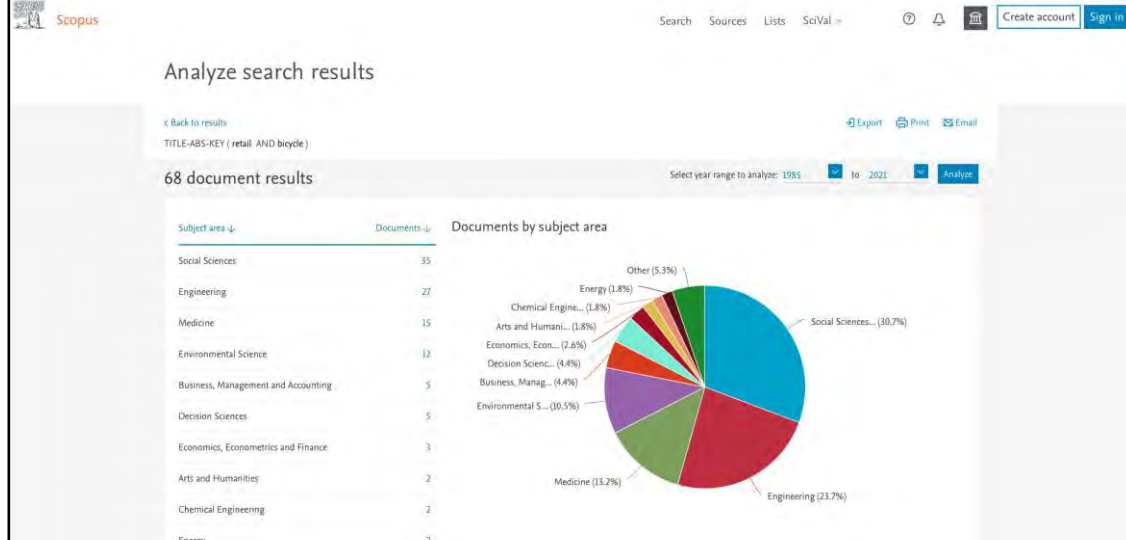 Scopus
Search Sources Lists SciVal
Create account Sign in
Analyze search results
Back to results
Export Print Email
TITLE-ABS-KEY ( retail AND bicycle )
68 document results
Select year range to analyze: 1985 to 2021 Analyze
Subject area Documents
Social Sciences 35
Engineering 27
Medicine 15
Environmental Science 12
Business, Management and Accounting 5
Decision Sciences 5
Economics, Econometrics and Finance 3
Arts and Humanities 2
Chemical Engineering 2
Energy 2
Documents by subject area
Other (5.3%)
Energy (1.8%)
Chemical Engine... (1.8%)
Arts and Humani... (1.8%)
Economics, Econ... (2.6%)
Decision Scienc... (4.4%)
Business, Manag... (4.4%)
Environmental S... (10.5%)
Medicine (13.2%)
Engineering (23.7%)
Social Sciences... (30.7%)